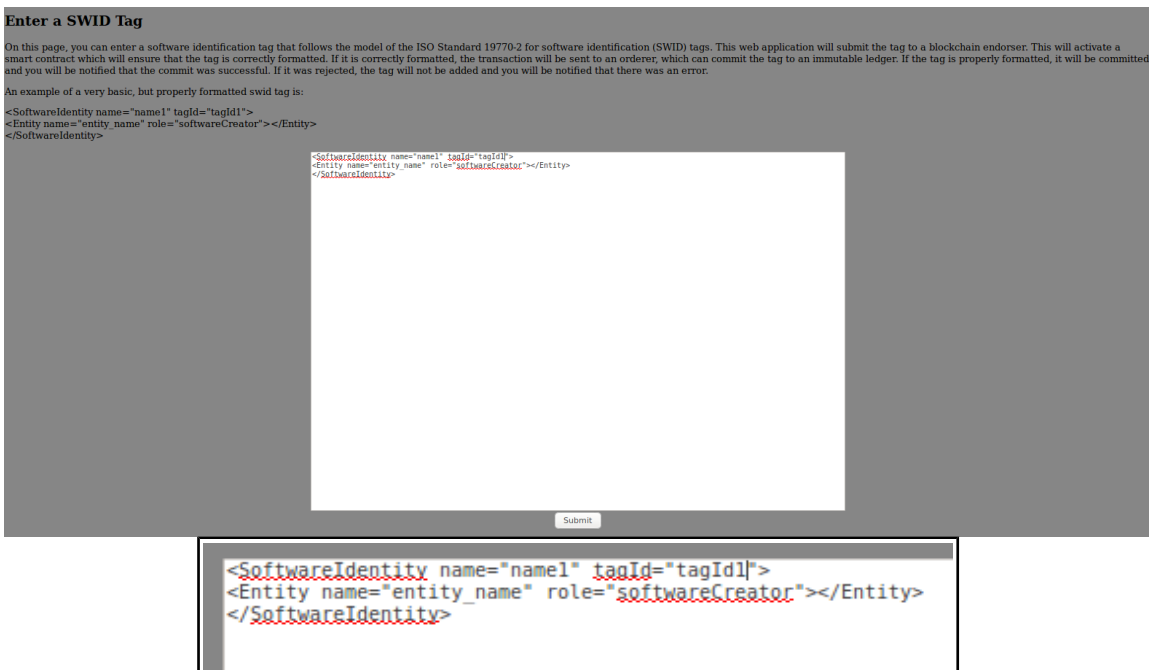 Enter a SWID Tag
On this page, you can enter a software identification tag that follows the model of the ISO Standard 19770-2 for software identification (SWID) tags. This web application will submit the tag to a blockchain endorser. This will activate a
smart contract which will ensure that the tag is correctly formatted. If it is correctly formatted, the transaction will be sent to an orderer, which can commit the tag to an immutable ledger. If the tag is properly formatted, it will be committed
and you will be notified that the commit was successful. If it was rejected, the tag will not be added and you will be notified that there was an error.
An example of a very basic, but properly formatted swid tag is:
<SoftwareIdentity name="name1" tagId="tagId1">
<Entity name="entity_name" role="softwareCreator"></Entity>
</SoftwareIdentity>
<SoftwareIdentity name="name1" tagId="tagId1">
<Entity name="entity_name" role="softwareCreator"></Entity>
</SoftwareIdentity>
Submit
<SoftwareIdentity name="name1" tagId="tagId1">
<Entity name="entity_name" role="softwareCreator"></Entity>
</SoftwareIdentity>